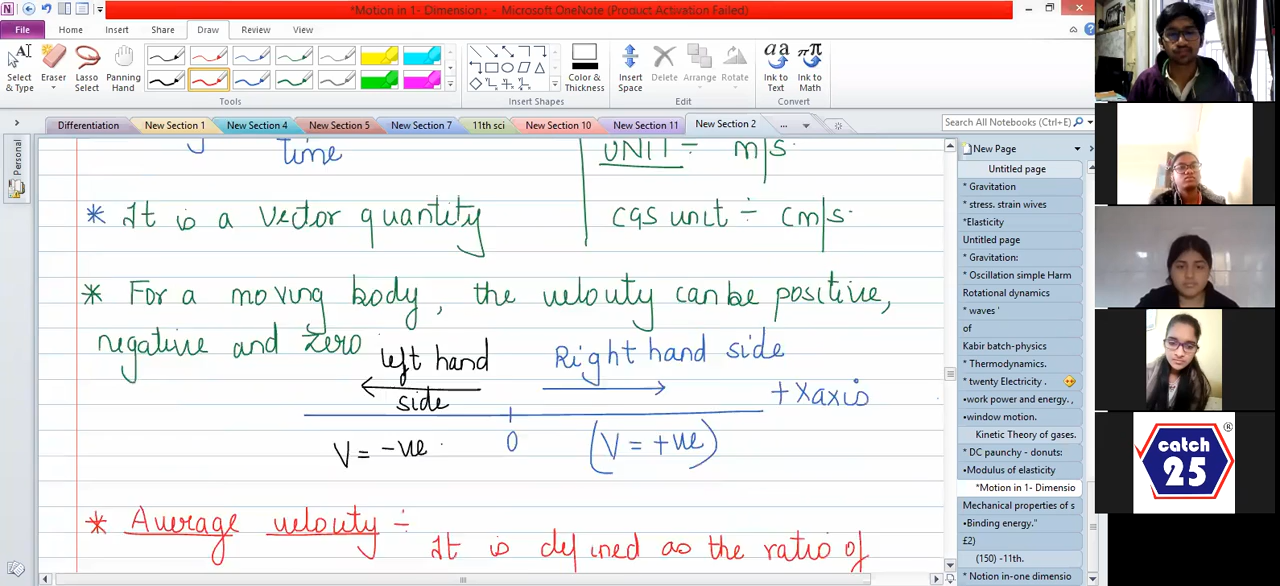 *Motion in 1- Dimension : - Microsoft OneNote (Product Activation Failed)
File Home Insert Share Draw Review View
Select & Type
Eraser
Lasso Select
Panning Hand
Color & Thickness
Insert Space
Delete
Arrange
Rotate
Ink to Text
Ink to Math
Tools
Insert Shapes
Edit
Convert
Differentiation New Section 1 New Section 4 New Section 5 New Section 7 11th sci New Section 10 New Section 11 New Section 2 ...
Search All Notebooks (Ctrl+E)
Personal
time
UNIT ÷ m/s.
* It is a vector quantity
cgs unit ÷ cm/s.
* For a moving body, the velouty can be positive,
negative and zero
left hand
side
Right hand side
+ X axis
0
V = -ve
(V = +ve)
* Average velouty ÷
It is defined as the ratio of
New Page
Untitled page
* Gravitation
* stress. strain wives
*Elasticity
Untitled page
* Gravitation:
* Oscillation simple Harm
Rotational dynamics
* waves '
of
Kabir batch-physics
* Thermodynamics.
* twenty Electricity .
•work power and energy. ,
•window motion.
Kinetic Theory of gases.
* DC paunchy - donuts:
•Modulus of elasticity
*Motion in 1- Dimensio
Mechanical properties of s
•Binding energy."
£2)
(150) -11th.
* Notion in-one dimensio
catch
25
®